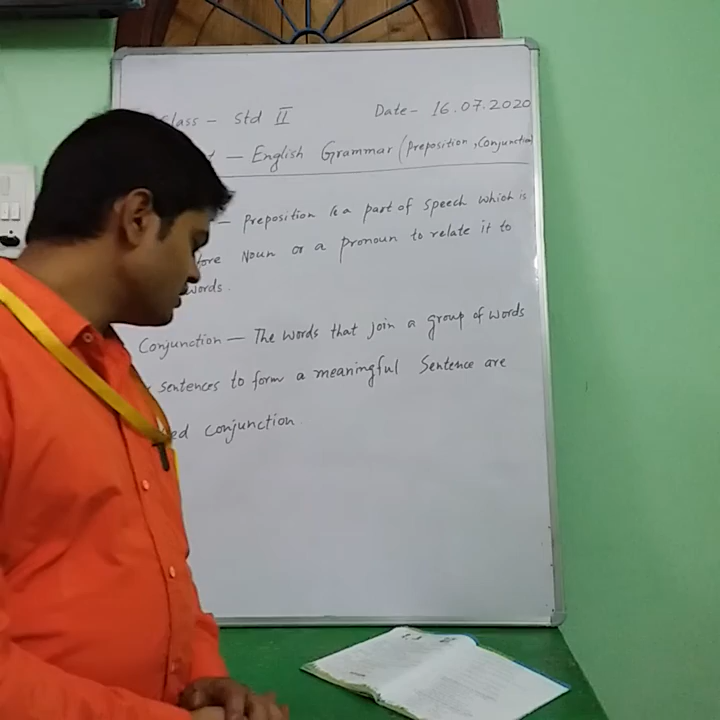 Class - Std II Date - 16.07.2020
- English Grammar (Preposition, Conjunction
- Preposition is a part of speech which is
fore Noun or a pronoun to relate it to
words.
Conjunction - The words that join a group of words
sentences to form a meaningful Sentence are
ed conjunction.